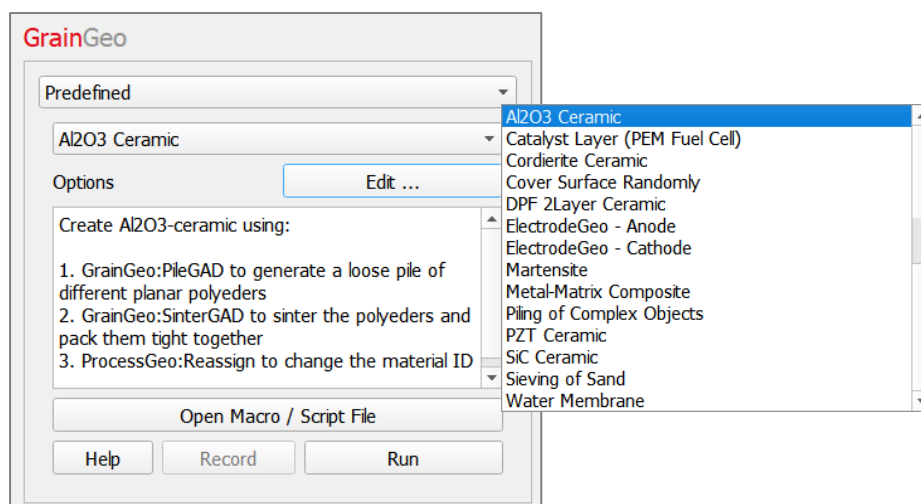 GrainGeo
Predefined
Al2O3 Ceramic
Options
Edit ...
Create Al2O3-ceramic using:
1. GrainGeo:PileGAD to generate a loose pile of
different planar polyeders
2. GrainGeo:SinterGAD to sinter the polyeders and
pack them tight together
3. ProcessGeo:Reassign to change the material ID
Open Macro / Script File
Help
Record
Run
Al2O3 Ceramic
Catalyst Layer (PEM Fuel Cell)
Cordierite Ceramic
Cover Surface Randomly
DPF 2Layer Ceramic
ElectrodeGeo - Anode
ElectrodeGeo - Cathode
Martensite
Metal-Matrix Composite
Piling of Complex Objects
PZT Ceramic
SiC Ceramic
Sieving of Sand
Water Membrane